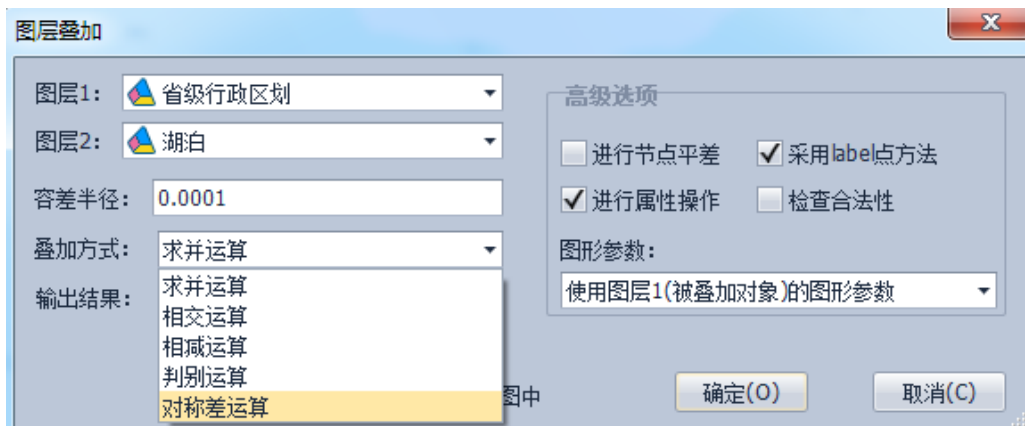 图层叠加
图层1: 省级行政区划
图层2: 湖泊
容差半径: 0.0001
叠加方式: 求并运算
输出结果:
求并运算
相交运算
相减运算
判别运算
对称差运算
图中
高级选项
进行节点平差 采用label点方法
进行属性操作 检查合法性
图形参数:
使用图层1(被叠加对象)的图形参数
确定(O) 取消(C)